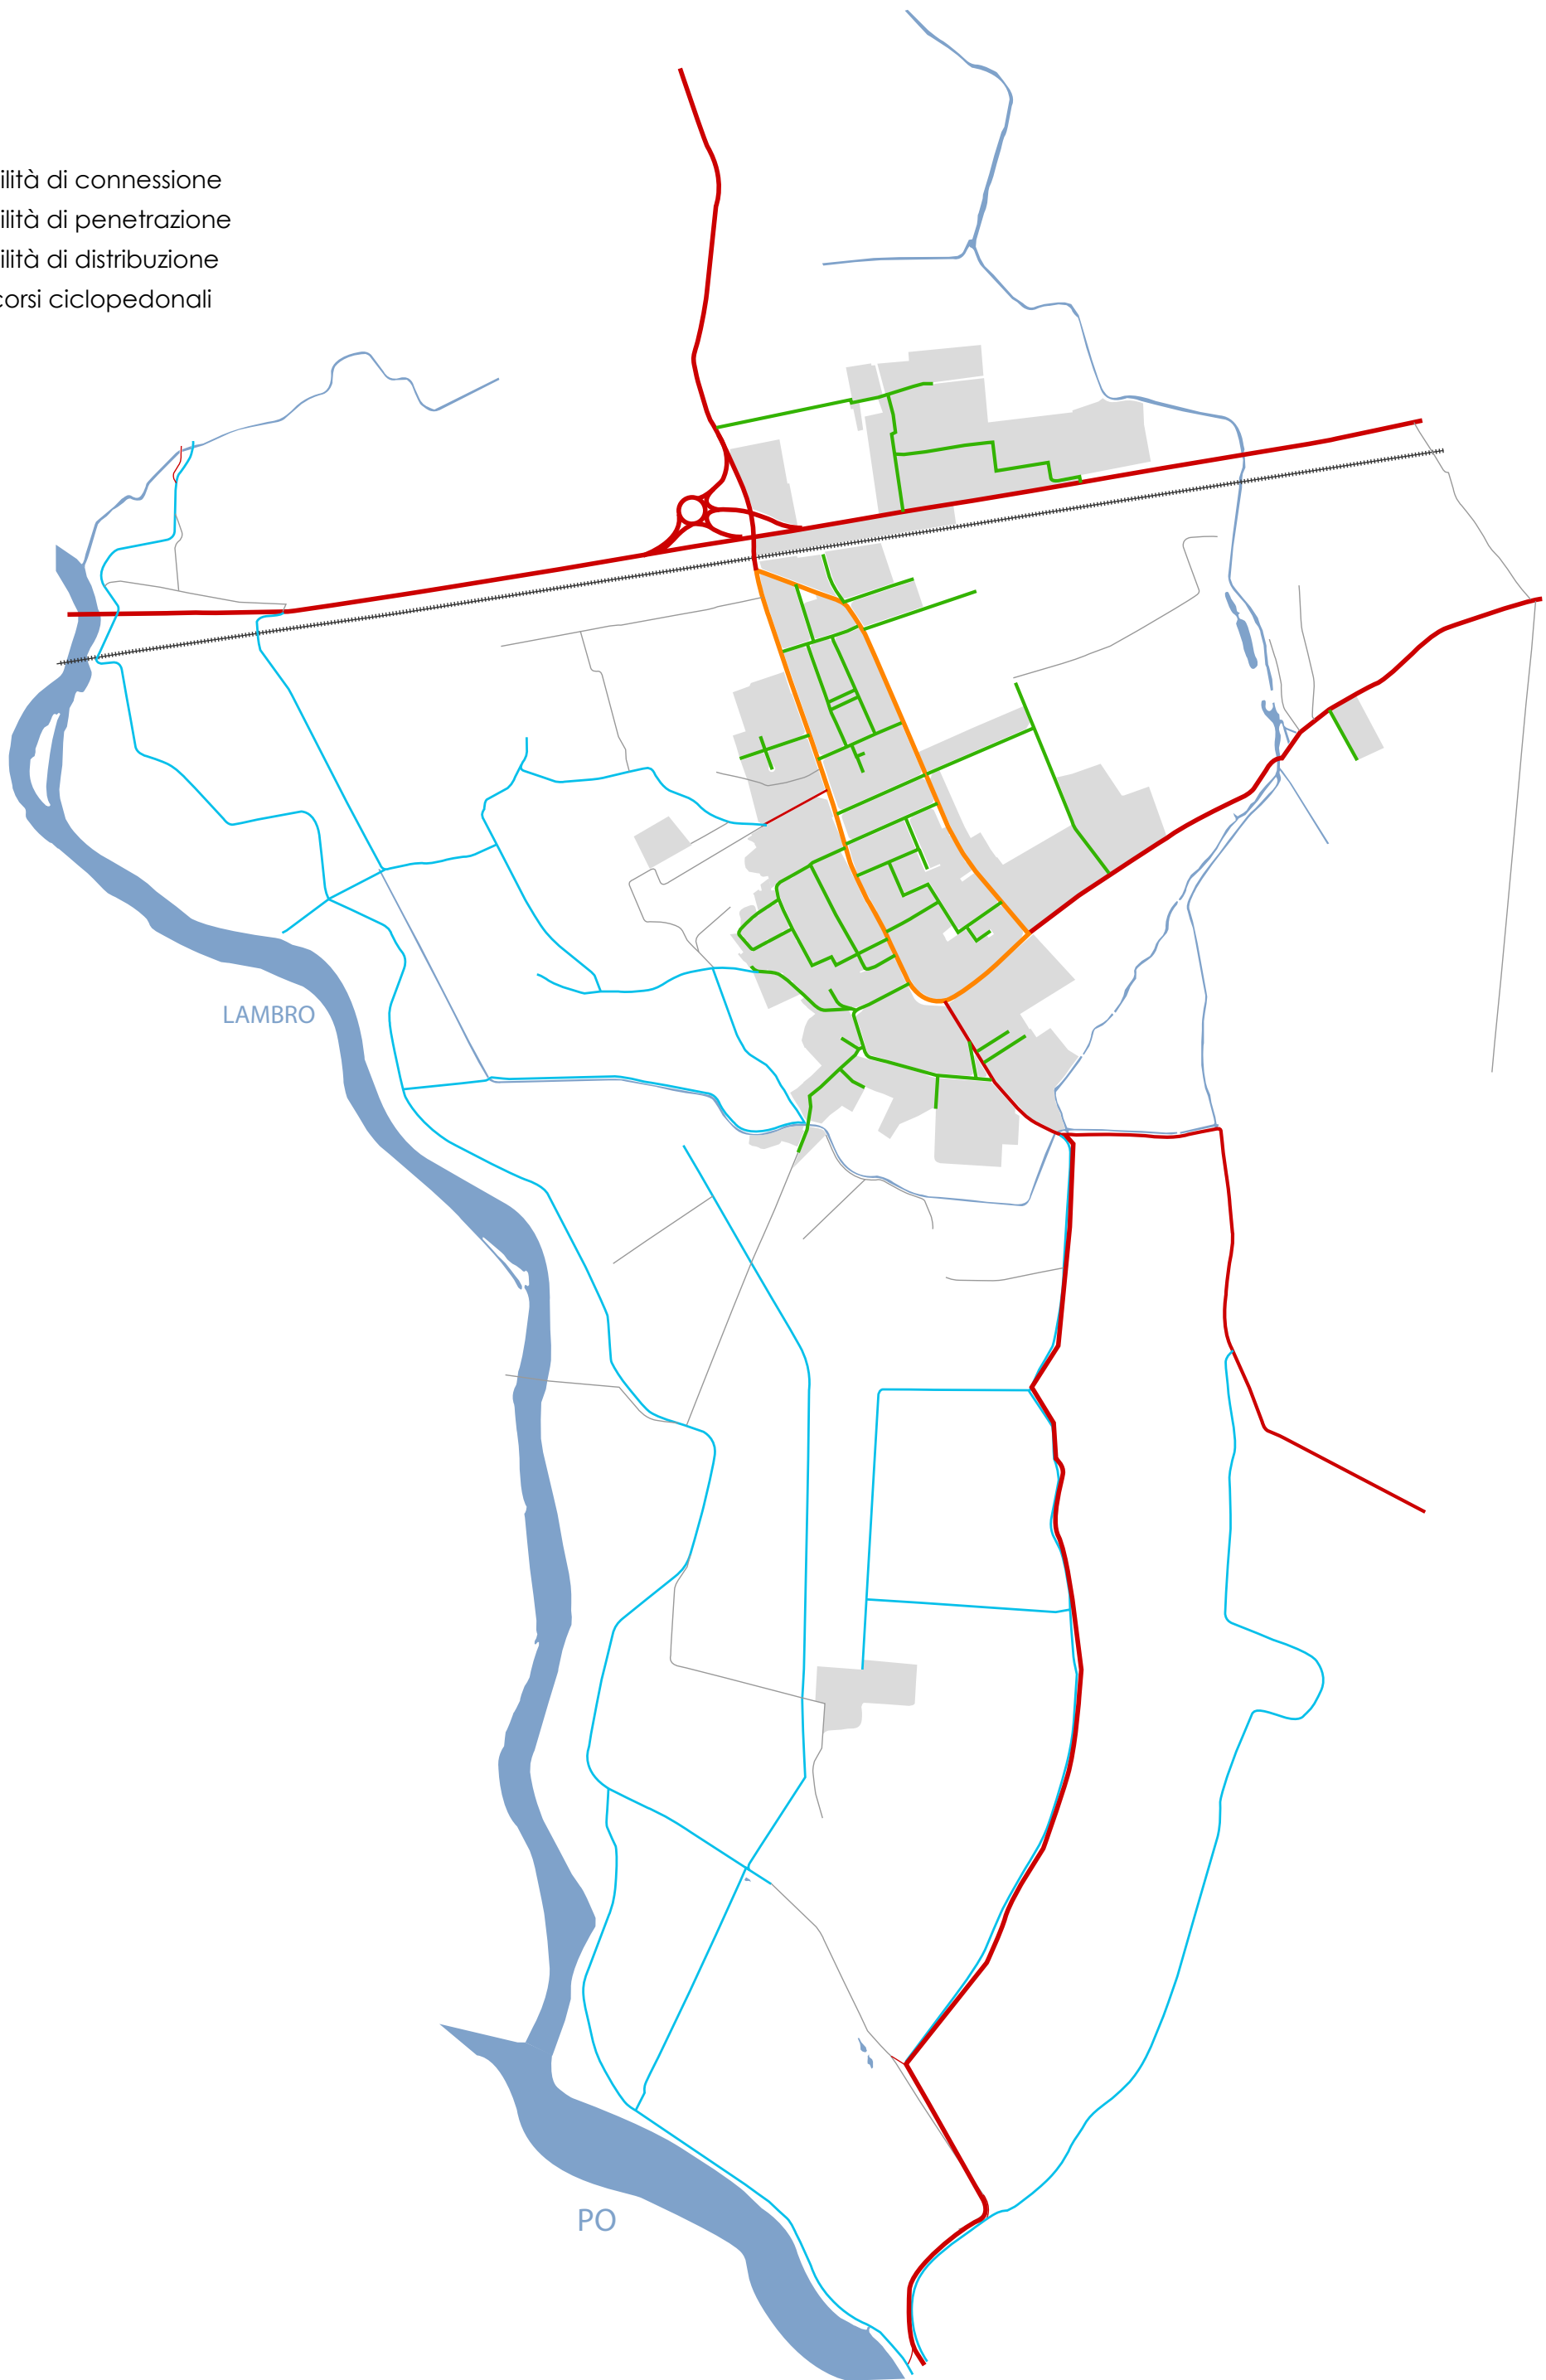 ilità di connessione
ilità di penetrazione
ilità di distribuzione
corsi ciclopedonali
LAMBRO
PO